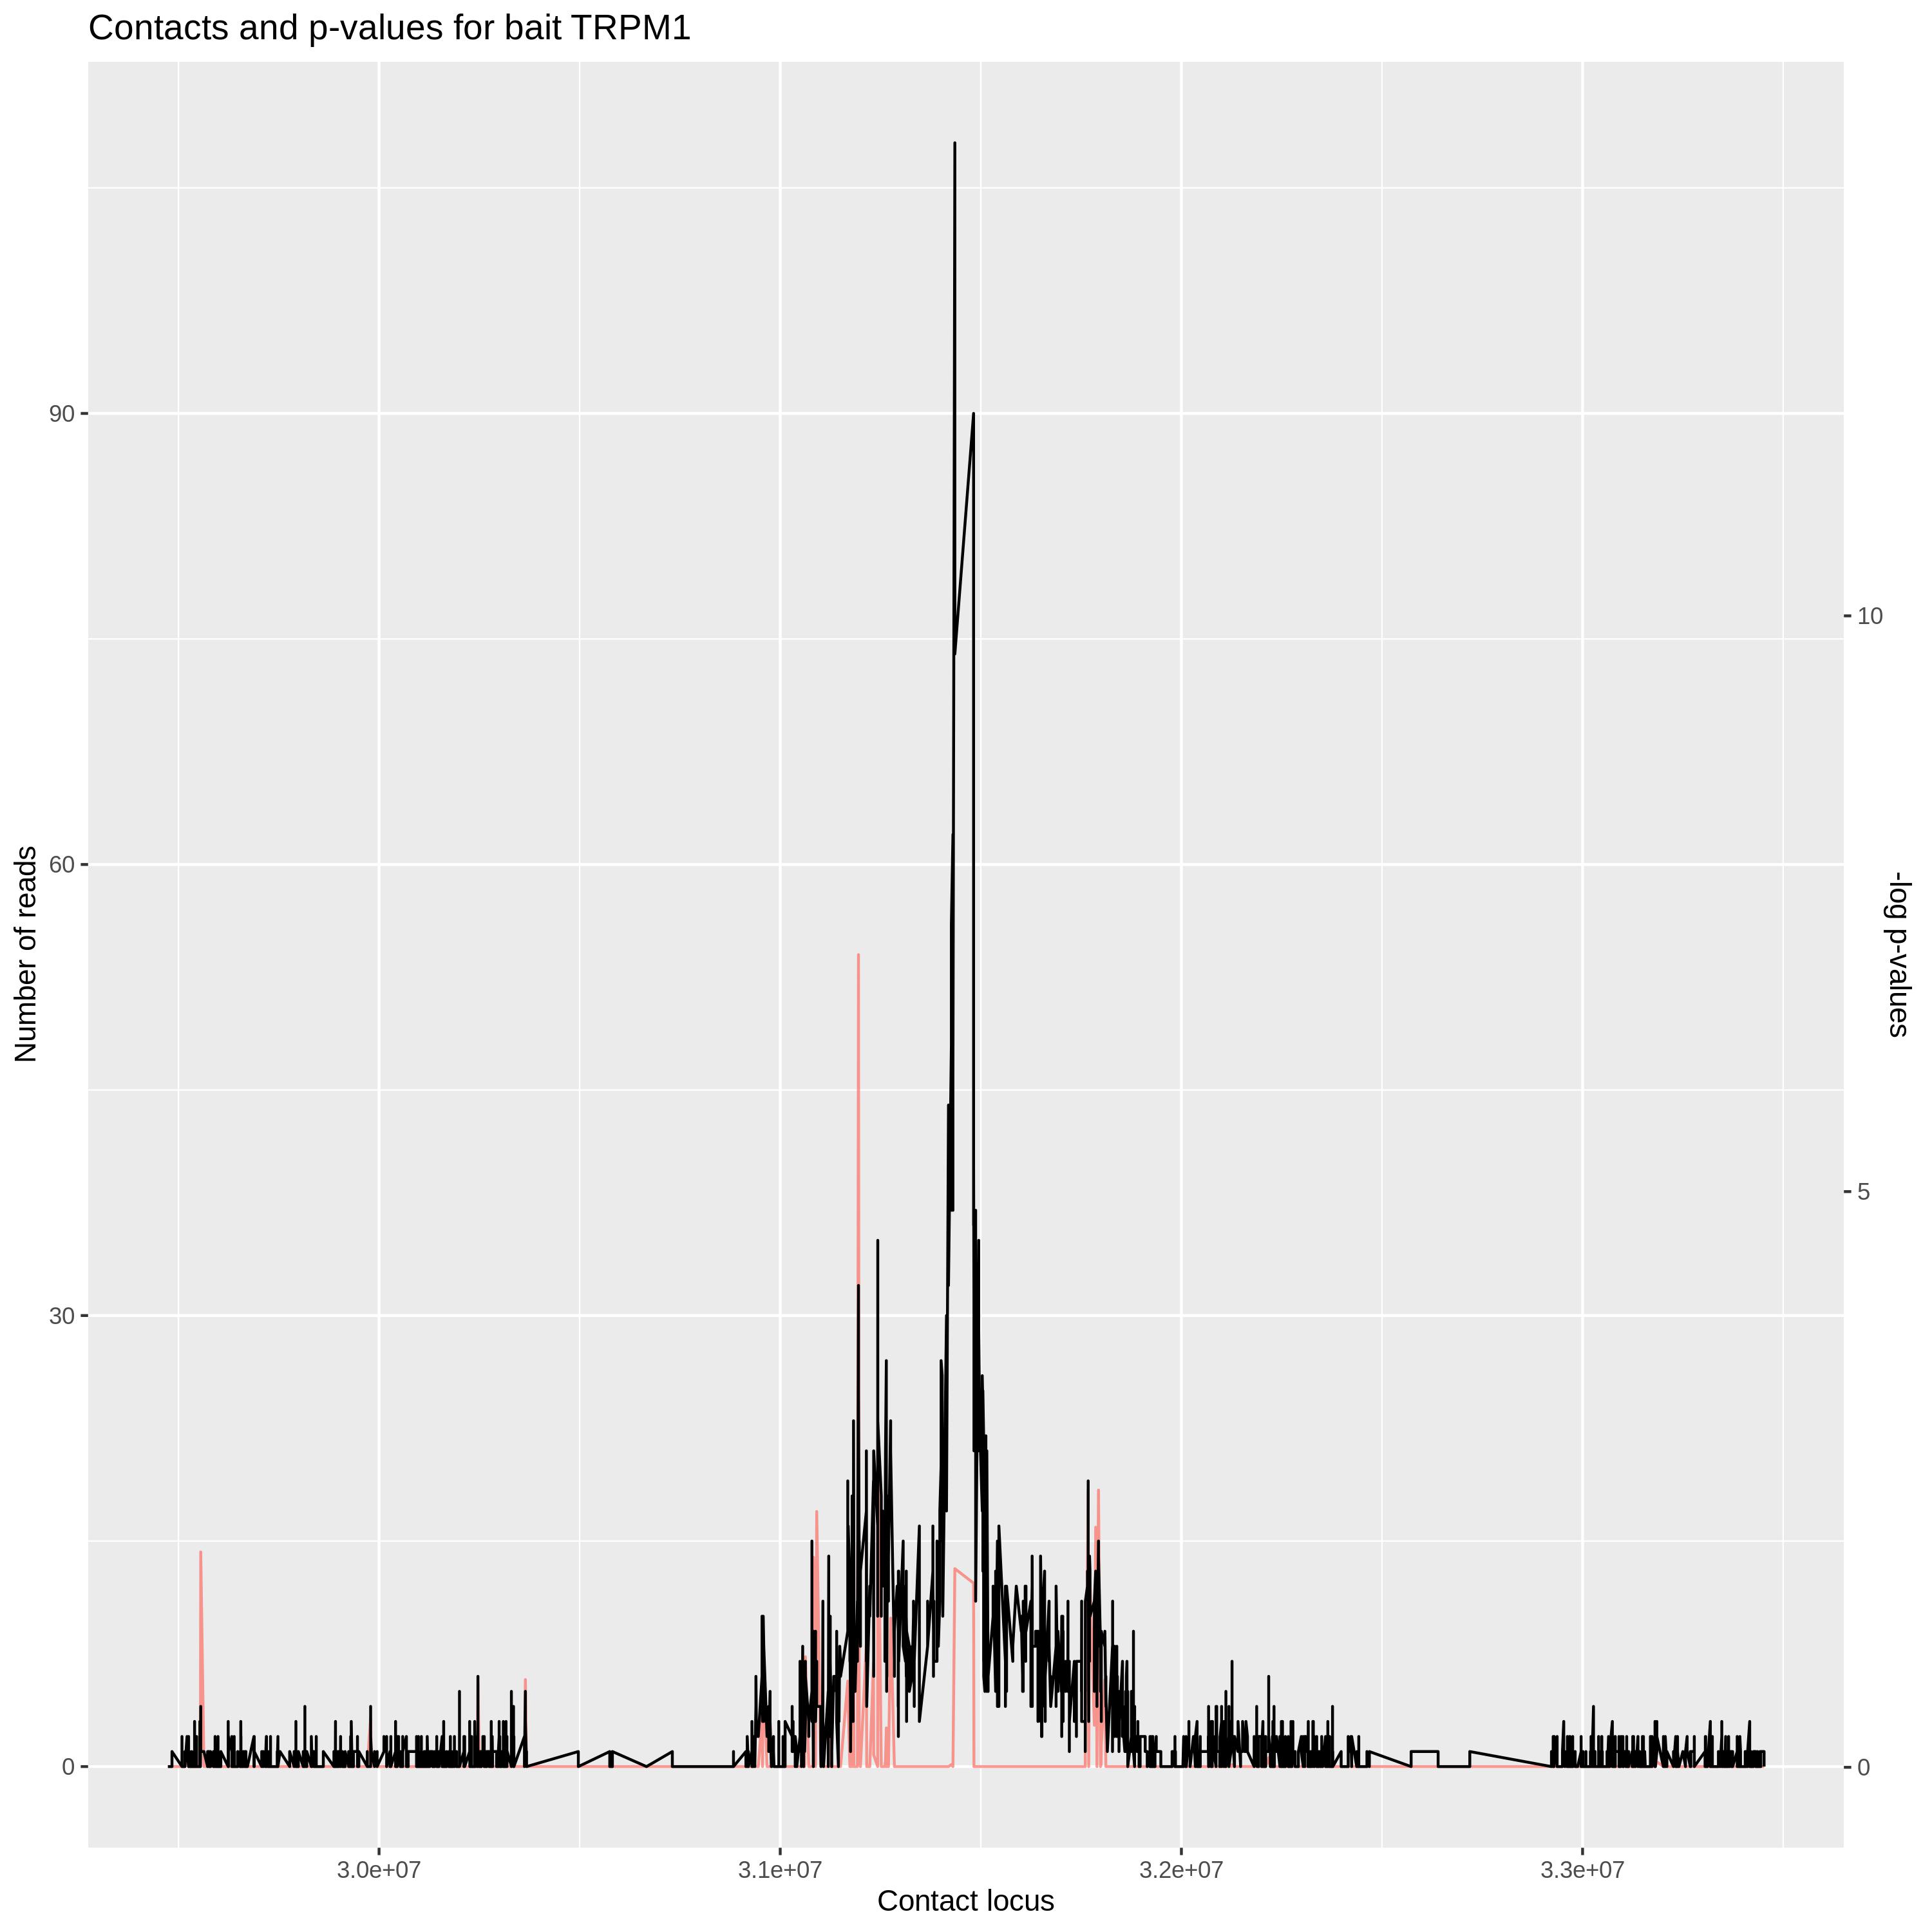 Contacts and p-values for bait TRPM1
90
60
30
0
Number of reads
10
5
0
-log p-values
3.0e+07 3.1e+07 3.2e+07 3.3e+07
Contact locus